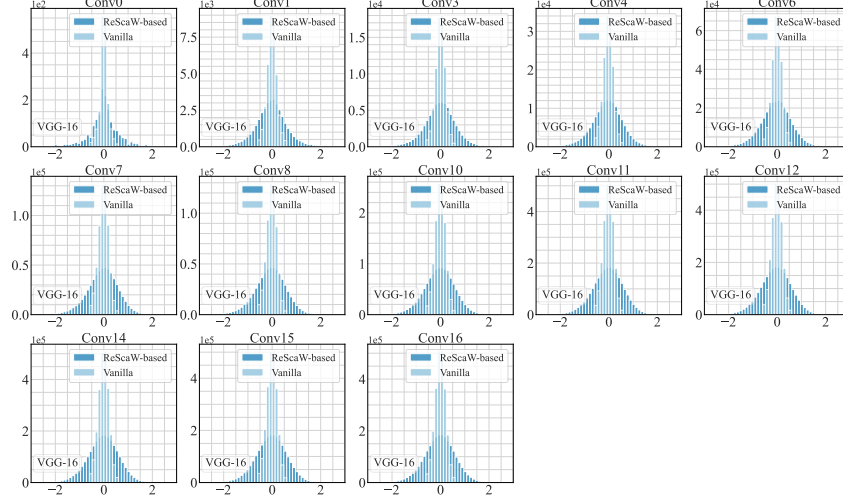 Conv0 Conv1 Conv3 Conv4 Conv6
1e2 1e3 1e4 1e4 1e4
ReScaW-based ReScaW-based ReScaW-based ReScaW-based ReScaW-based
Vanilla Vanilla Vanilla Vanilla Vanilla
4 7.5 1.5 3 6
2 5.0 1.0 2 4
0 2.5 0.5 1 2
0.0 0.0 0 0
VGG-16 VGG-16 VGG-16 VGG-16 VGG-16
−2 0 2 −2 0 2 −2 0 2 −2 0 2 −2 0 2
Conv7 Conv8 Conv10 Conv11 Conv12
1e5 1e5 1e5 1e5 1e5
ReScaW-based ReScaW-based ReScaW-based ReScaW-based ReScaW-based
Vanilla Vanilla Vanilla Vanilla Vanilla
1.0 1.0 2 4 4
0.5 0.5 1 2 2
0.0 0.0 0 0 0
VGG-16 VGG-16 VGG-16 VGG-16 VGG-16
−2 0 2 −2 0 2 −2 0 2 −2 0 2 −2 0 2
Conv14 Conv15 Conv16
1e5 1e5 1e5
ReScaW-based ReScaW-based ReScaW-based
Vanilla Vanilla Vanilla
4 4 4
2 2 2
0 0 0
VGG-16 VGG-16 VGG-16
−2 0 2 −2 0 2 −2 0 2